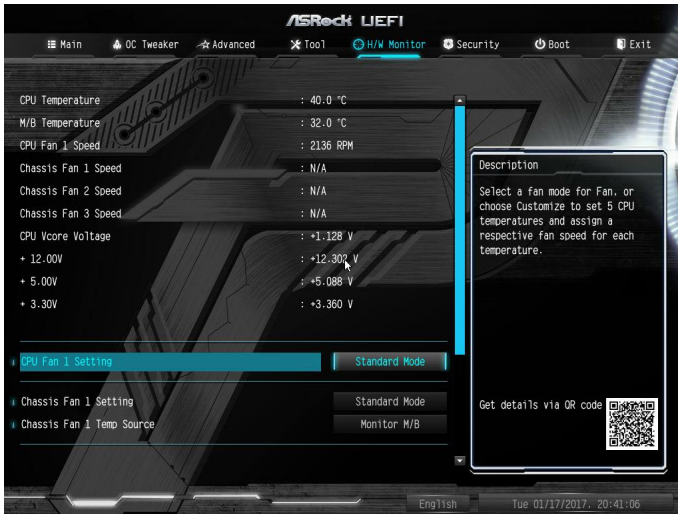 ASRock UEFI
Main OC Tweaker Advanced Tool H/W Monitor Security Boot Exit
CPU Temperature : 40.0 °C
M/B Temperature : 32.0 °C
CPU Fan 1 Speed : 2136 RPM
Chassis Fan 1 Speed : N/A
Chassis Fan 2 Speed : N/A
Chassis Fan 3 Speed : N/A
CPU Vcore Voltage : +1.128 V
+ 12.00V : +12.302 V
+ 5.00V : +5.088 V
+ 3.30V : +3.360 V
CPU Fan 1 Setting Standard Mode
Chassis Fan 1 Setting Standard Mode
Chassis Fan 1 Temp Source Monitor M/B
Description
Select a fan mode for Fan, or
choose Customize to set 5 CPU
temperatures and assign a
respective fan speed for each
temperature.
Get details via QR code
English Tue 01/17/2017, 20:41:06